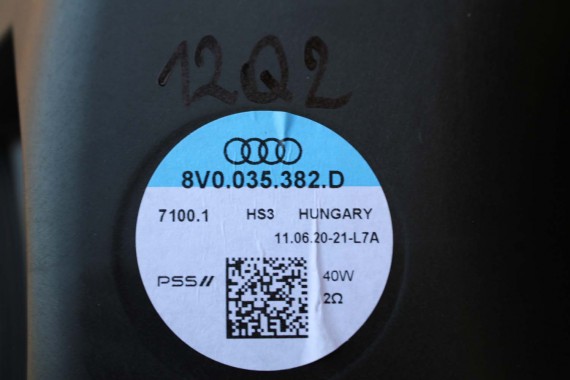 12Q2
8V0.035.382.D
7100.1 HS3 HUNGARY
11.06.20-21-L7A
PSS//
40W
2Ω